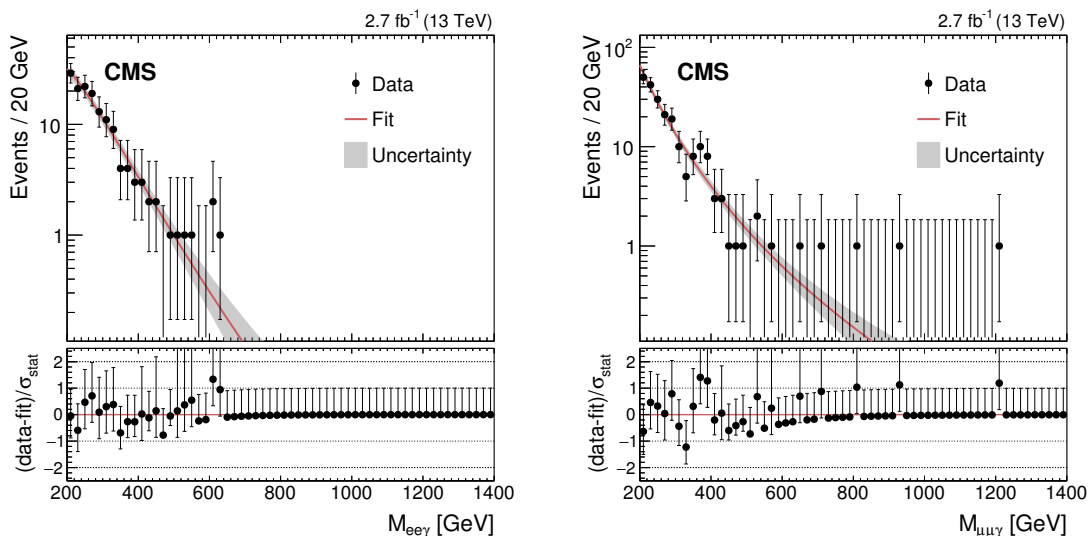 2.7 fb⁻¹ (13 TeV)
CMS
Data
Fit
Uncertainty
Events / 20 GeV
10
1
(data-fit)/σstat
2
1
0
−1
−2
200 400 600 800 1000 1200 1400
Meeγ [GeV]
2.7 fb⁻¹ (13 TeV)
CMS
Data
Fit
Uncertainty
Events / 20 GeV
10²
10
1
(data-fit)/σstat
2
1
0
−1
−2
200 400 600 800 1000 1200 1400
Mμμγ [GeV]